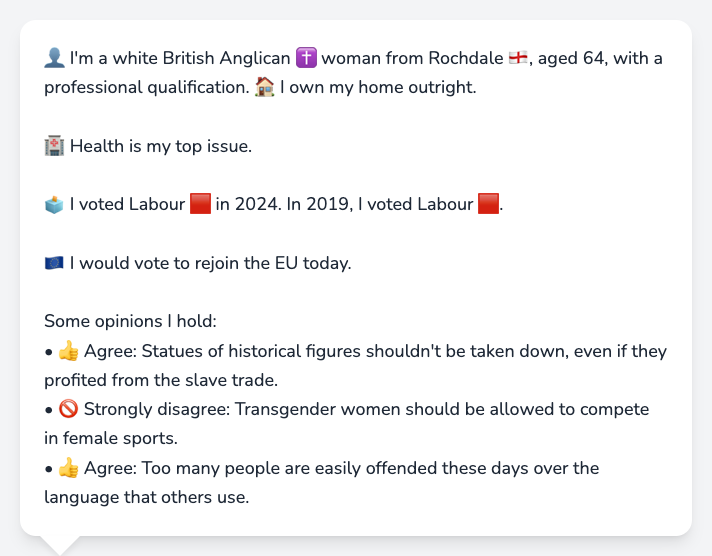 👤 I'm a white British Anglican ✝️ woman from Rochdale 🏴󠁧󠁢󠁥󠁮󠁧󠁿, aged 64, with a
professional qualification. 🏠 I own my home outright.
🏥 Health is my top issue.
🗳️ I voted Labour 🟥 in 2024. In 2019, I voted Labour 🟥.
🇪🇺 I would vote to rejoin the EU today.
Some opinions I hold:
• 👍 Agree: Statues of historical figures shouldn't be taken down, even if they
profited from the slave trade.
• 🚫 Strongly disagree: Transgender women should be allowed to compete
in female sports.
• 👍 Agree: Too many people are easily offended these days over the
language that others use.